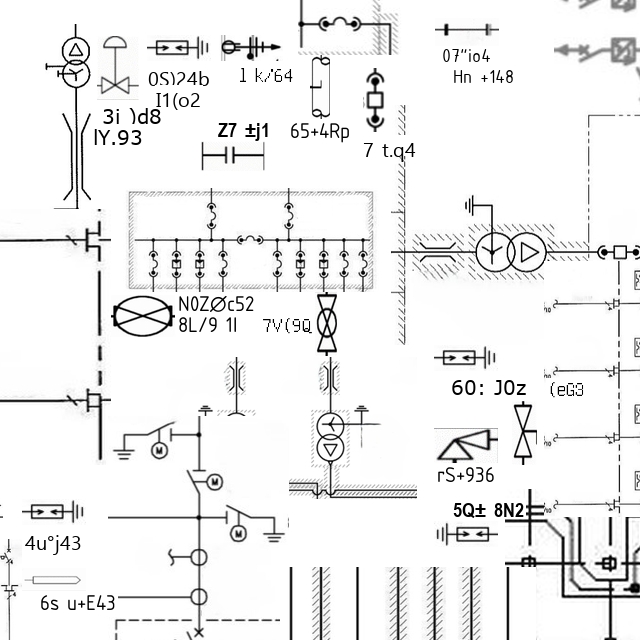 0S)24b
I1(o2
1 k/64
07"io4
Hn +148
3i )d8
IY.93
Z7 ±j1
65+4Rp
7 t.q4
N0ZØc52
8L/9 1I
7V(9Q
60: J0z
(eG3
rS+936
5Q± 8N2
4u°j43
6s u+E43
M
M
M